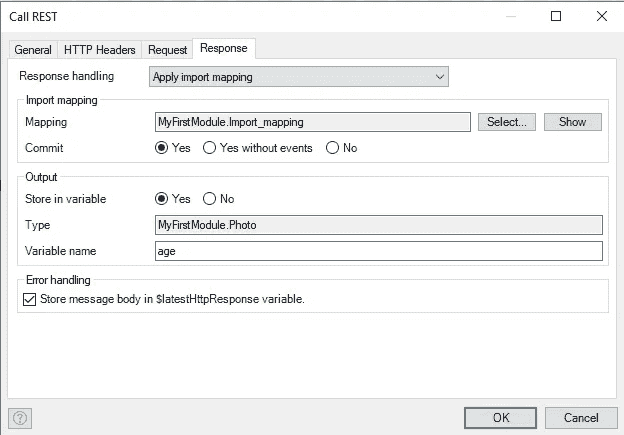 Call REST
General HTTP Headers Request Response
Response handling Apply import mapping
Import mapping
Mapping MyFirstModule.Import_mapping Select... Show
Commit Yes Yes without events No
Output
Store in variable Yes No
Type MyFirstModule.Photo
Variable name age
Error handling
Store message body in $latestHttpResponse variable.
? OK Cancel